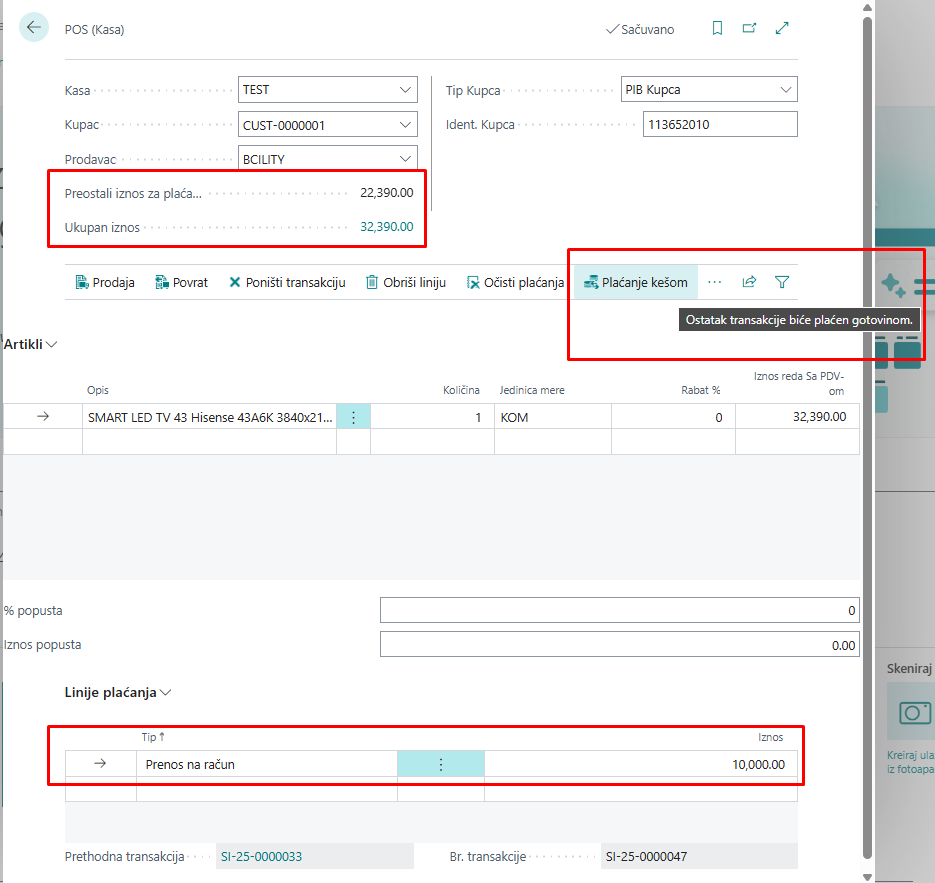 POS (Kasa)
Sačuvano
Kasa TEST
Tip Kupca PIB Kupca
Kupac CUST-0000001
Ident. Kupca 113652010
Prodavac BCILITY
Preostali iznos za plaća... 22,390.00
Ukupan iznos 32,390.00
Prodaja Povrat Poništi transakciju Obriši liniju Očisti plaćanja Plaćanje kešom
Ostatak transakcije biće plaćen gotovinom.
Artikli
Opis Količina Jedinica mere Rabat % Iznos reda Sa PDV-
om
SMART LED TV 43 Hisense 43A6K 3840x21... 1 KOM 0 32,390.00
% popusta 0
Iznos popusta 0.00
Skeniraj
Linije plaćanja
Tip Iznos
Kreiraj
iz
Prenos na račun 10,000.00
Prethodna transakcija SI-25-0000033
Br. transakcije SI-25-0000047